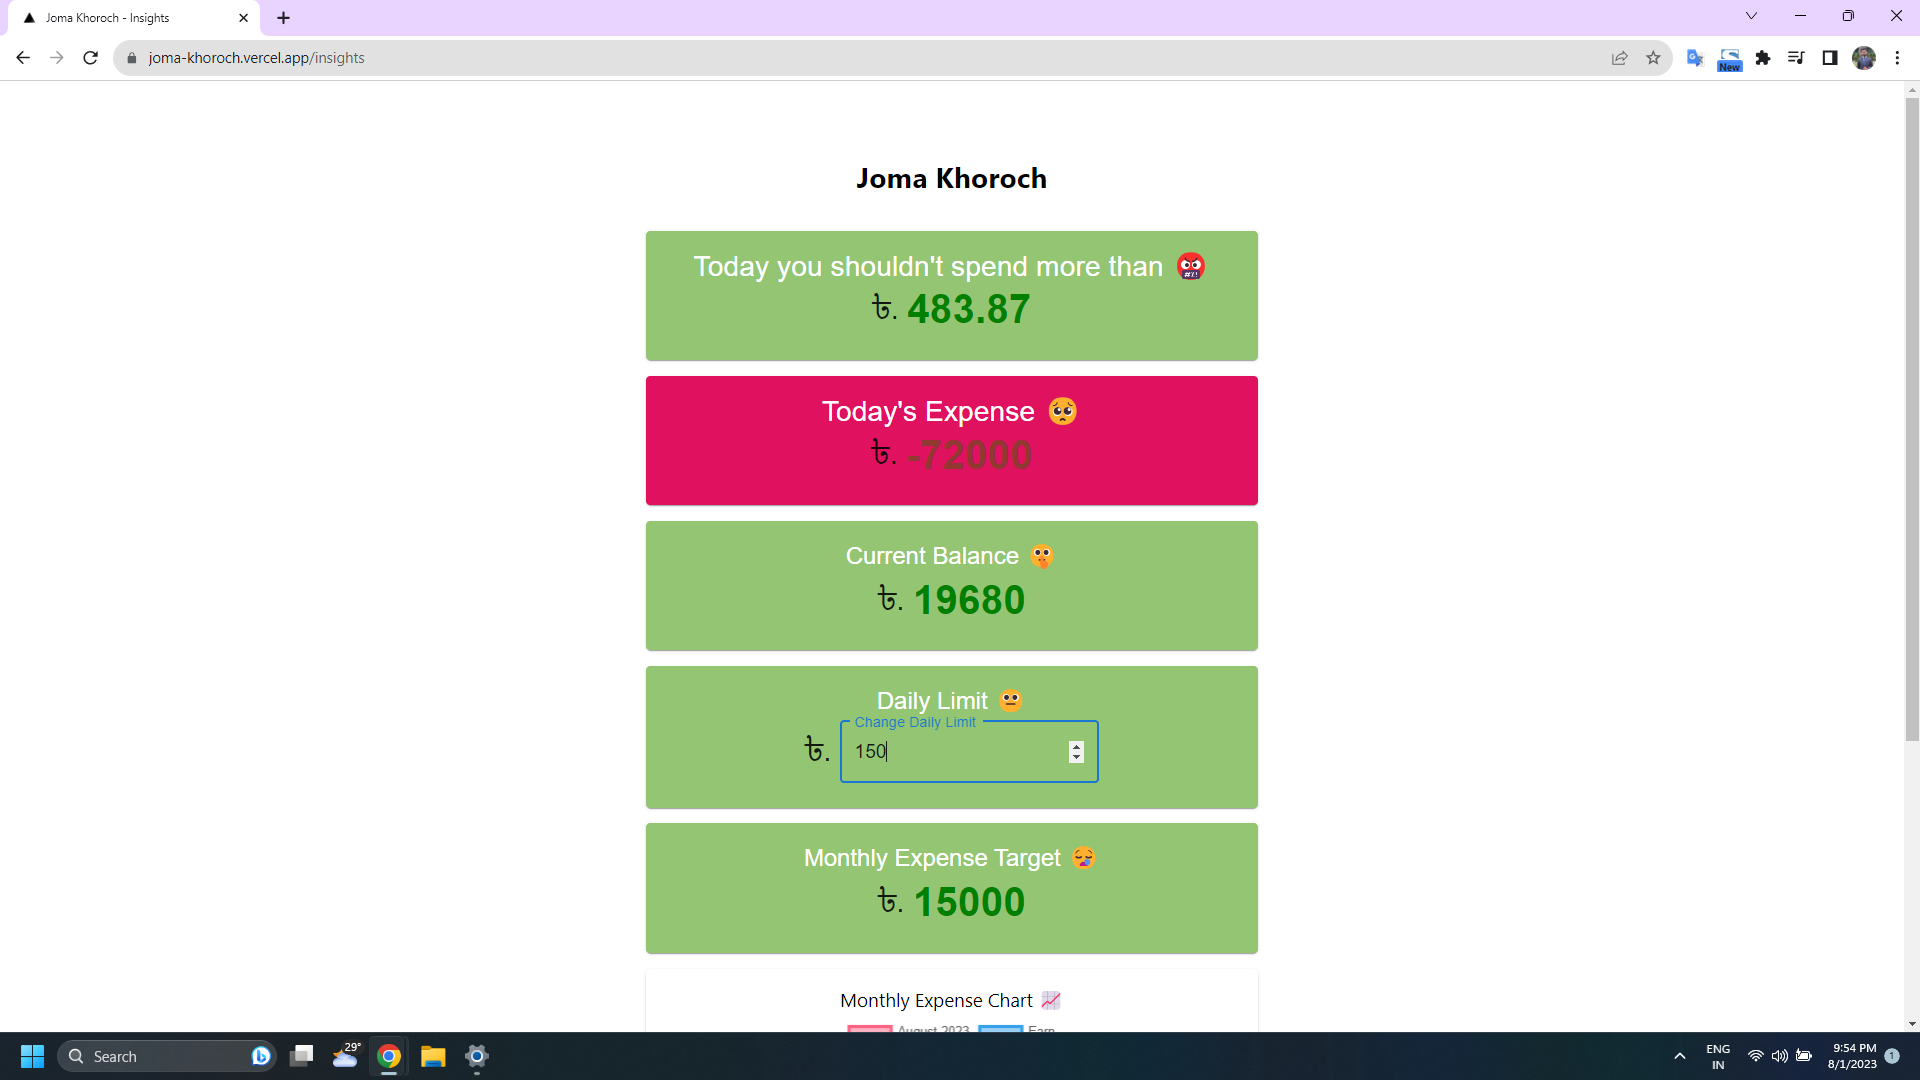 Joma Khoroch - Insights
joma-khoroch.vercel.app/insights
New
Joma Khoroch
Today you shouldn't spend more than 🤬
৳. 483.87
Today's Expense 🥺
৳. -72000
Current Balance 🤫
৳. 19680
Daily Limit 😐
Change Daily Limit
৳. 150
Monthly Expense Target 😪
৳. 15000
Monthly Expense Chart 📈
August 2023 Earn
Search
29°
ENG
IN
9:54 PM
8/1/2023
1